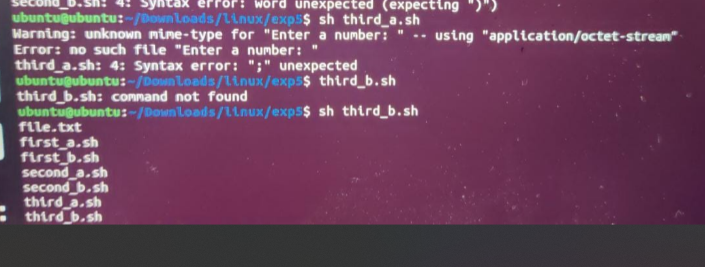 second_b.sh: 4: Syntax error: word unexpected (expecting ")")
ubuntu@ubuntu:~/Downloads/linux/exp5$ sh third_a.sh
Warning: unknown mime-type for "Enter a number: " -- using "application/octet-stream"
Error: no such file "Enter a number: "
third_a.sh: 4: Syntax error: ";" unexpected
ubuntu@ubuntu:~/Downloads/linux/exp5$ third_b.sh
third_b.sh: command not found
ubuntu@ubuntu:~/Downloads/linux/exp5$ sh third_b.sh
file.txt
first_a.sh
first_b.sh
second_a.sh
second_b.sh
third_a.sh
third_b.sh